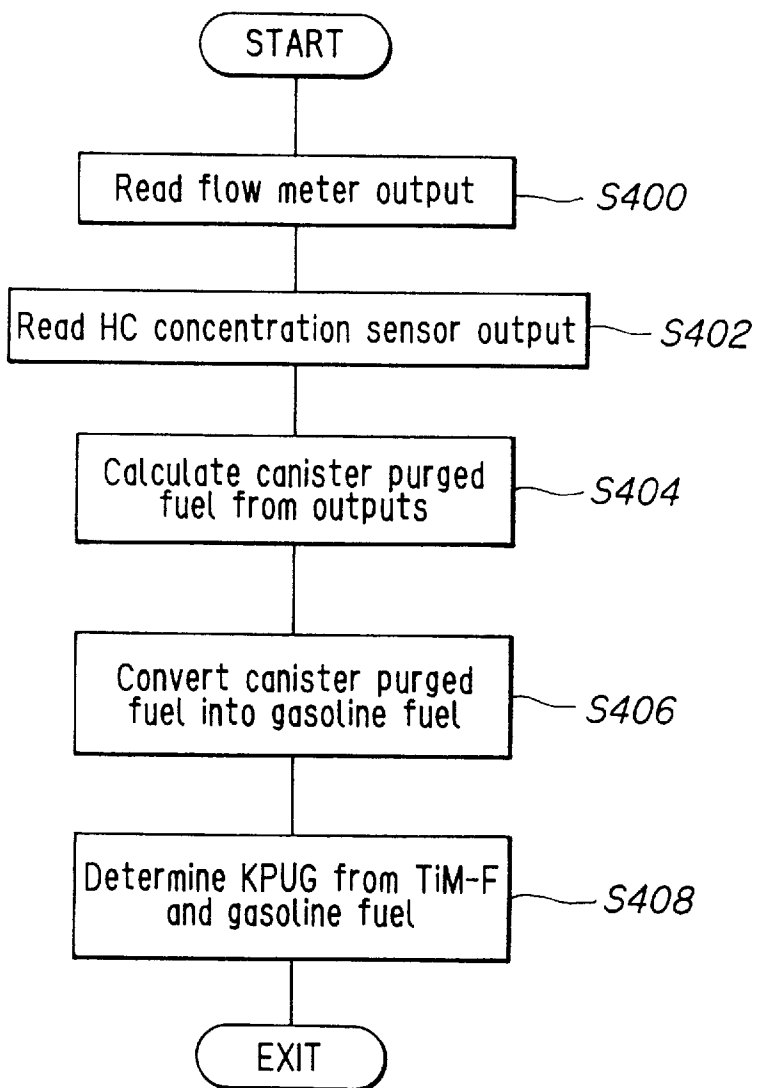 START
Read flow meter output
S400
Read HC concentration sensor output
S402
Calculate canister purged
fuel from outputs
S404
Convert canister purged
fuel into gasoline fuel
S406
Determine KPUG from TiM-F
and gasoline fuel
S408
EXIT